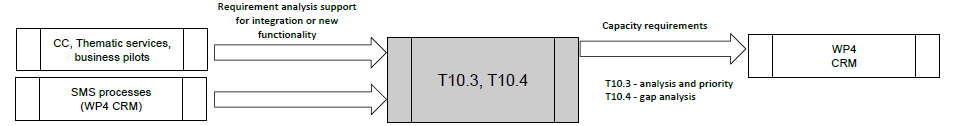 Requirement analysis support
for integration or new
functionality
CC, Thematic services,
business pilots
SMS processes
(WP4 CRM)
T10.3, T10.4
Capacity requirements
T10.3 - analysis and priority
T10.4 - gap analysis
WP4
CRM